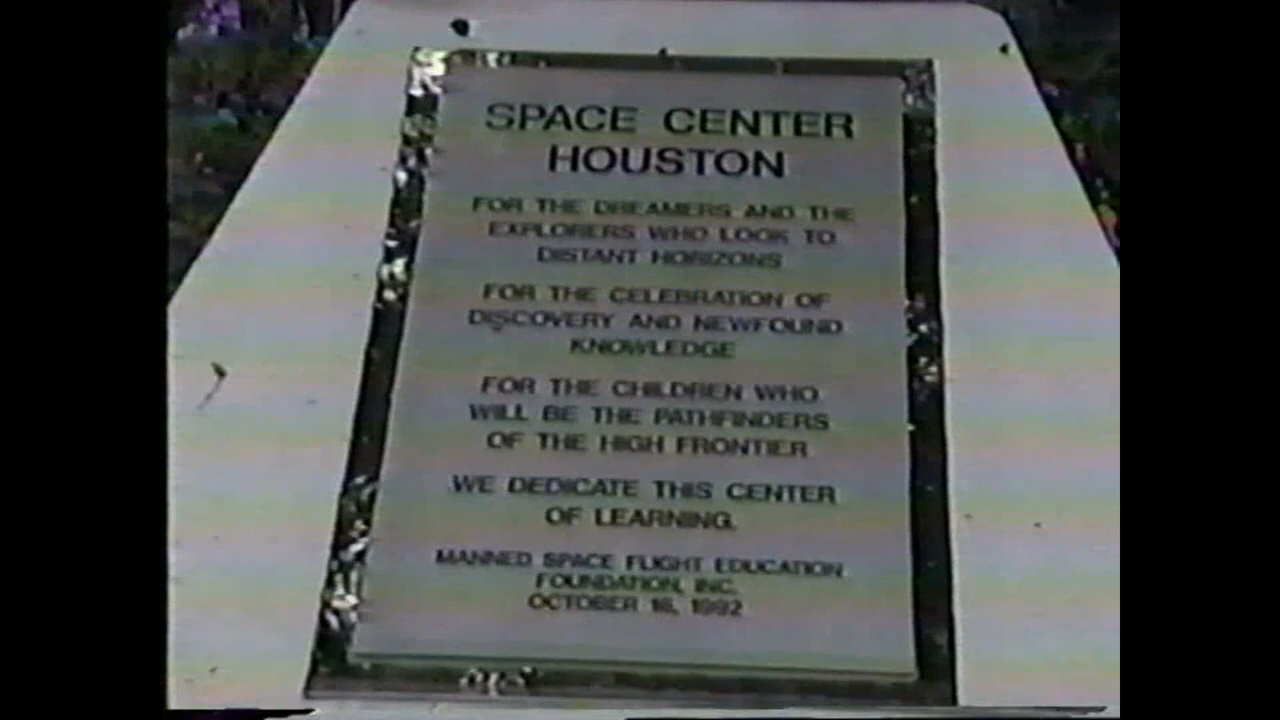 SPACE CENTER
HOUSTON
FOR THE DREAMERS AND THE
EXPLORERS WHO LOOK TO
DISTANT HORIZONS
FOR THE CELEBRATION OF
DISCOVERY AND NEWFOUND
KNOWLEDGE
FOR THE CHILDREN WHO
WILL BE THE PATHFINDERS
OF THE HIGH FRONTIER
WE DEDICATE THIS CENTER
OF LEARNING.
MANNED SPACE FLIGHT EDUCATION
FOUNDATION, INC.
OCTOBER 16, 1992